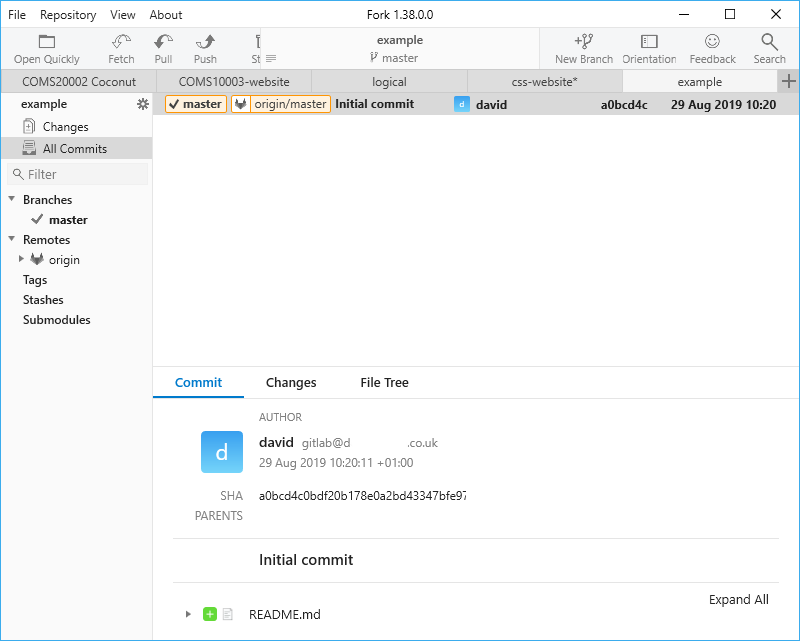 File Repository View About Fork 1.38.0.0
Open Quickly Fetch Pull Push example master New Branch Orientation Feedback Search
COMS20002 Coconut COMS10003-website logical css-website* example
example
Changes
All Commits
Filter
Branches
master
Remotes
origin
Tags
Stashes
Submodules
master origin/master Initial commit d david a0bcd4c 29 Aug 2019 10:20
Commit Changes File Tree
AUTHOR
d
david gitlab@d .co.uk
29 Aug 2019 10:20:11 +01:00
SHA a0bcd4c0bdf20b178e0a2bd43347bfe97
PARENTS
Initial commit
Expand All
README.md